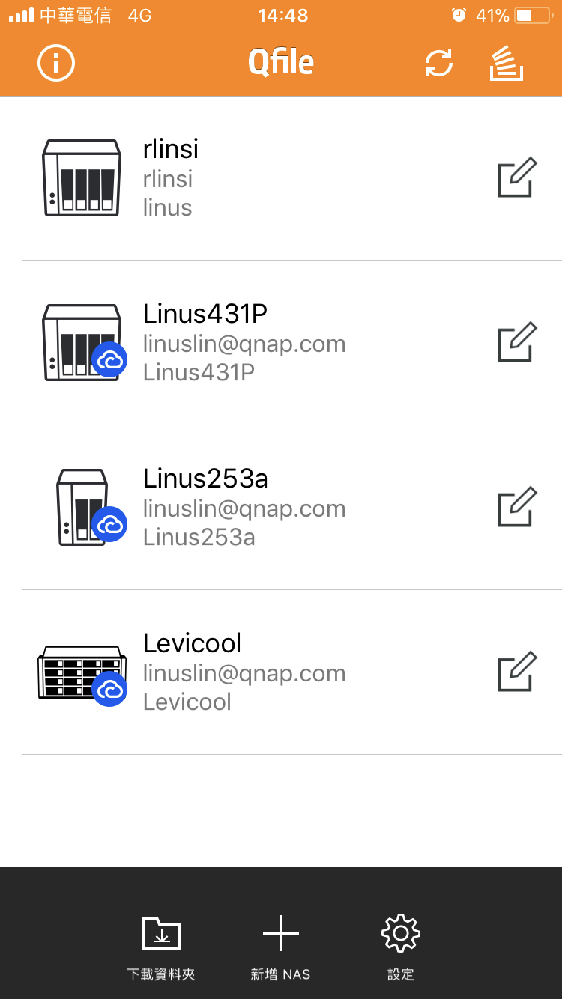 中華電信 4G 14:48 41%
Qfile
rlinsi
rlinsi
linus
Linus431P
linuslin@qnap.com
Linus431P
Linus253a
linuslin@qnap.com
Linus253a
Levicool
linuslin@qnap.com
Levicool
下載資料夾 新增 NAS 設定